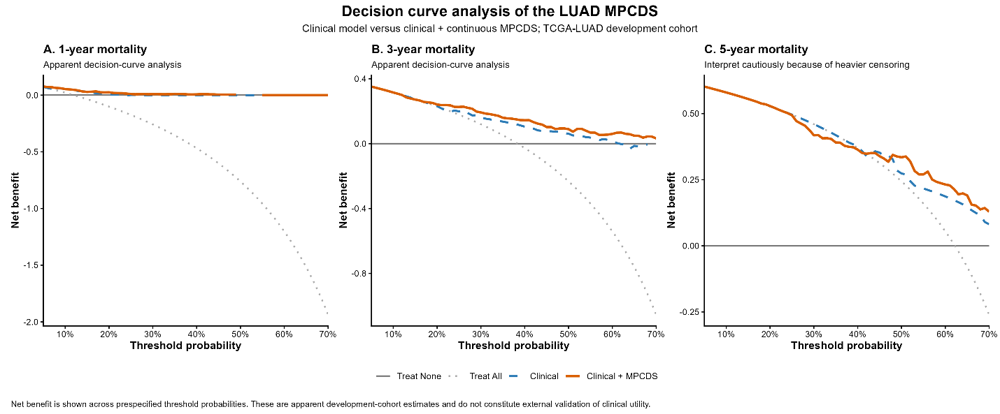 Decision curve analysis of the LUAD MPCDS
Clinical model versus clinical + continuous MPCDS; TCGA-LUAD development cohort
A. 1-year mortality
Apparent decision-curve analysis
Net benefit
0.0
-0.5
-1.0
-1.5
-2.0
10% 20% 30% 40% 50% 60% 70%
Threshold probability
B. 3-year mortality
Apparent decision-curve analysis
Net benefit
0.4
0.0
-0.4
-0.8
10% 20% 30% 40% 50% 60% 70%
Threshold probability
C. 5-year mortality
Interpret cautiously because of heavier censoring
Net benefit
0.50
0.25
0.00
-0.25
10% 20% 30% 40% 50% 60% 70%
Threshold probability
Treat None Treat All Clinical Clinical + MPCDS
Net benefit is shown across prespecified threshold probabilities. These are apparent development-cohort estimates and do not constitute external validation of clinical utility.